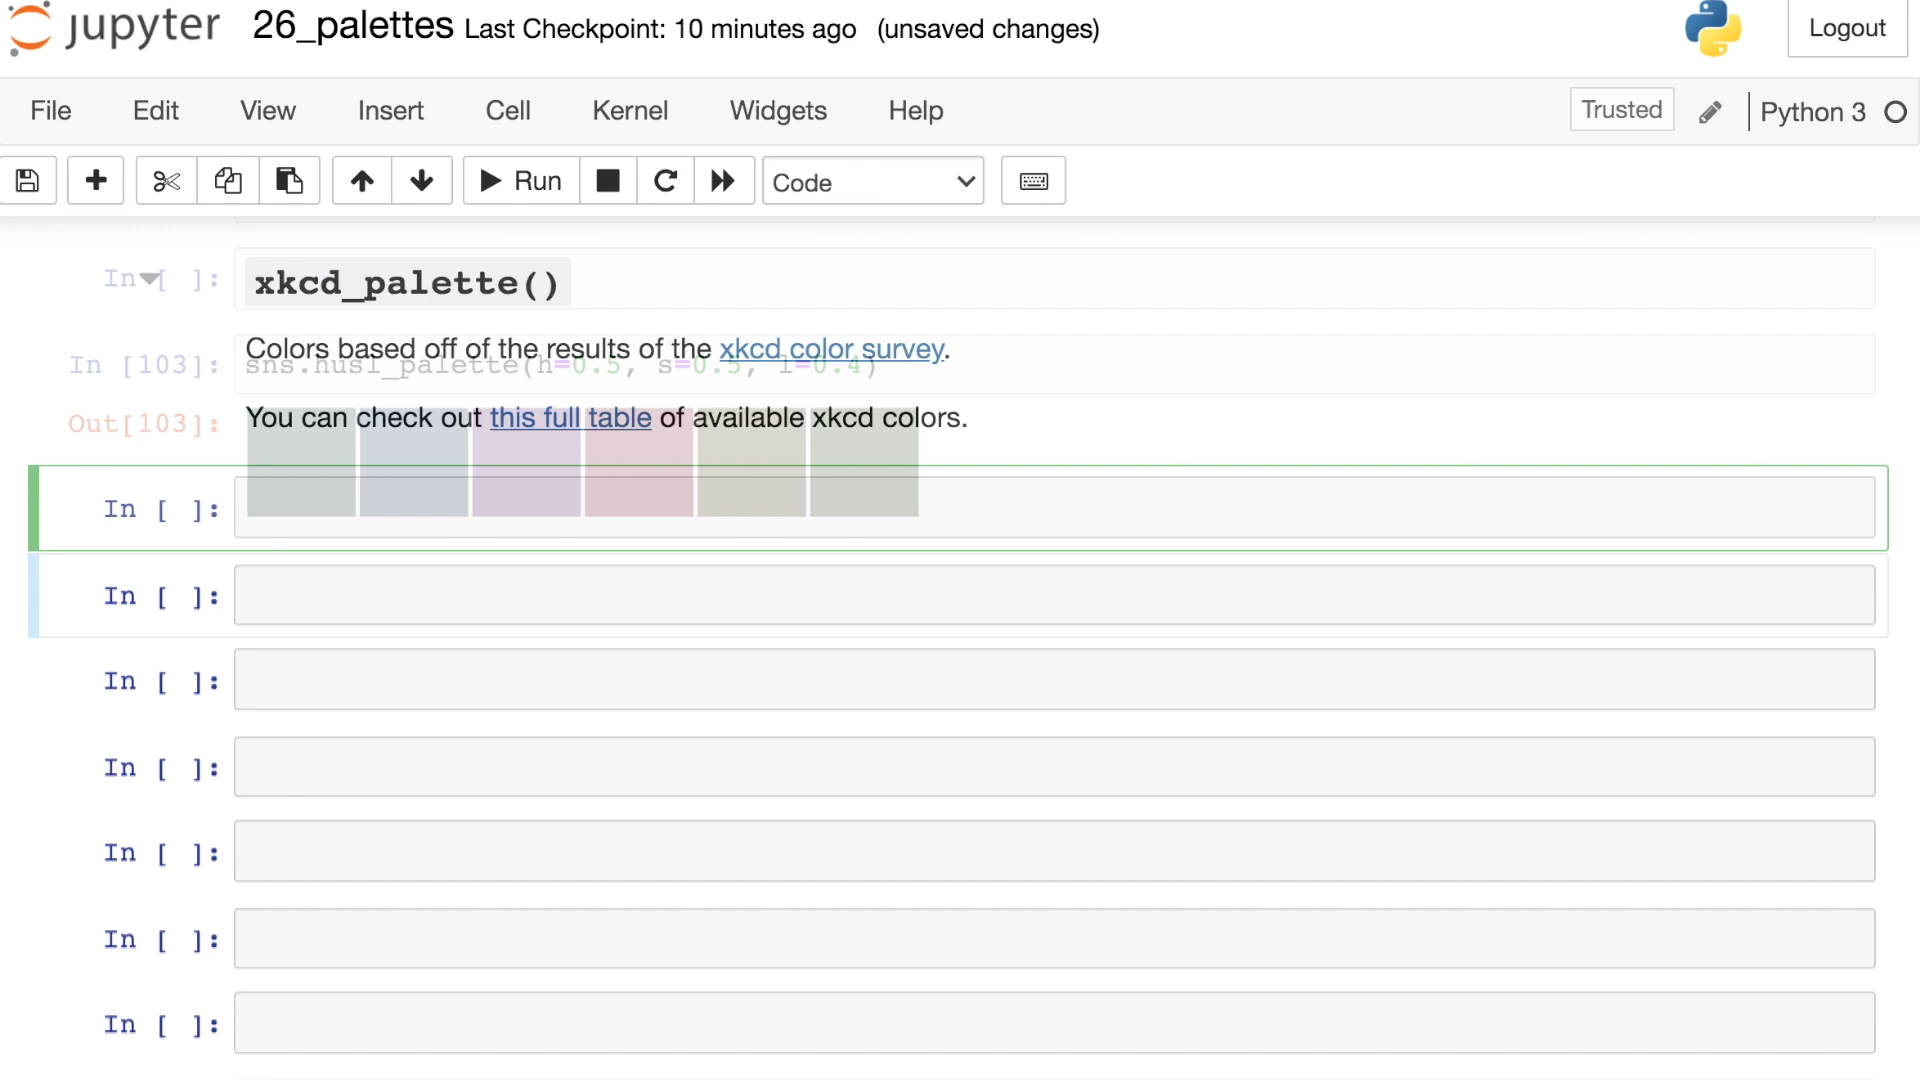 jupyter 26_palettes Last Checkpoint: 10 minutes ago (unsaved changes) Logout
File Edit View Insert Cell Kernel Widgets Help Trusted Python 3
Run Code
In [ ]: xkcd_palette()
Colors based off of the results of the xkcd color survey.
In [103]: sns.husl_palette(h=0.5, s=0.5, l=0.4)
Out[103]:
You can check out this full table of available xkcd colors.
In [ ]:
In [ ]:
In [ ]:
In [ ]:
In [ ]:
In [ ]:
In [ ]: